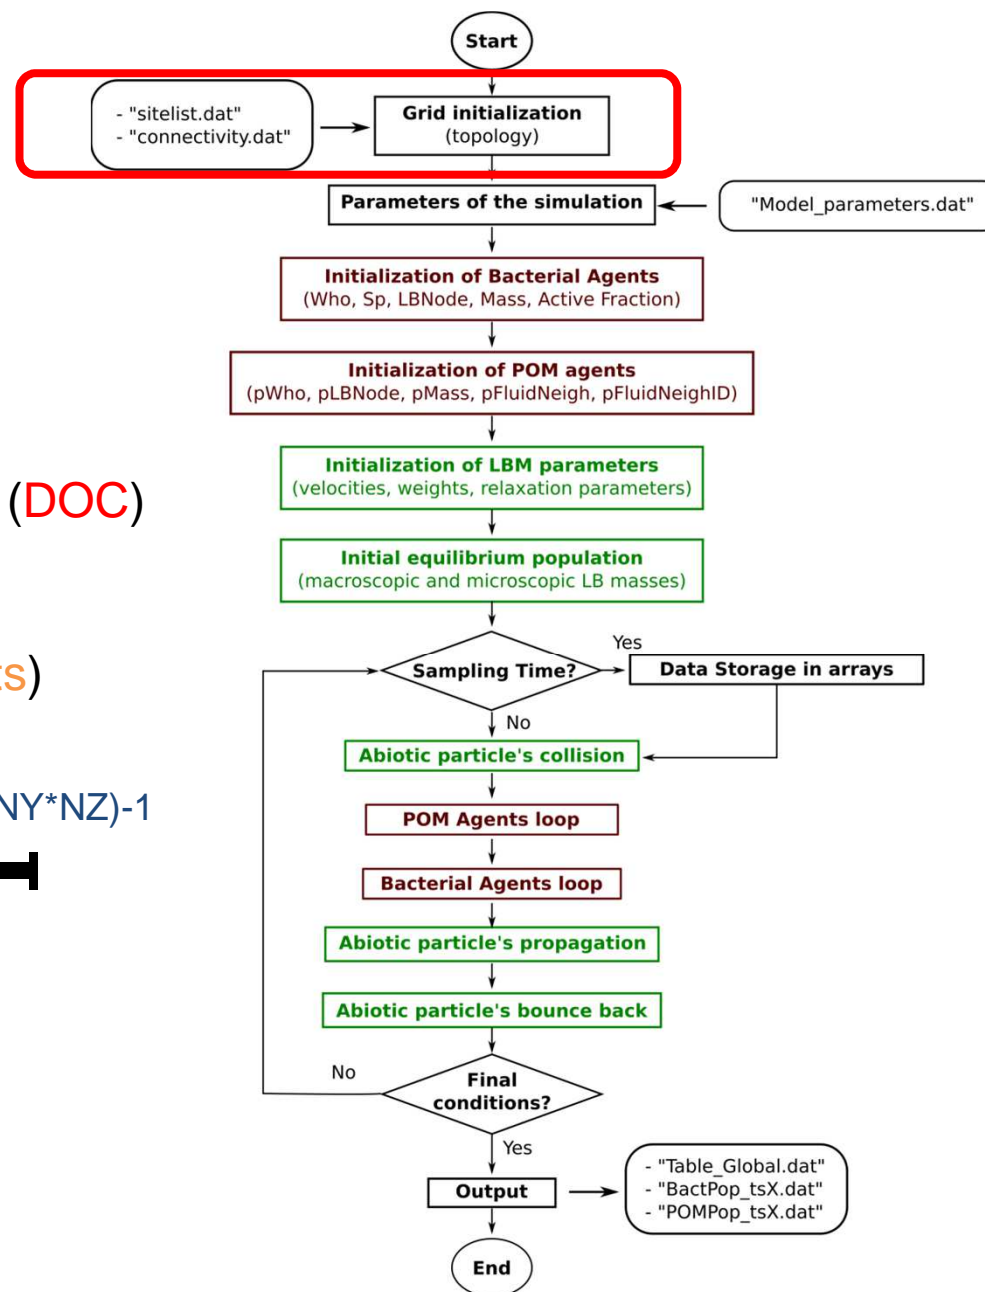 Start
- "sitelist.dat"
- "connectivity.dat"
Grid initialization
(topology)
Parameters of the simulation
"Model_parameters.dat"
Initialization of Bacterial Agents
(Who, Sp, LBNode, Mass, Active Fraction)
Initialization of POM agents
(pWho, pLBNode, pMass, pFluidNeigh, pFluidNeighID)
Initialization of LBM parameters
(velocities, weights, relaxation parameters)
(DOC)
Initial equilibrium population
(macroscopic and microscopic LB masses)
Sampling Time?
Yes
Data Storage in arrays
ts)
No
Abiotic particle's collision
NY*NZ)-1
POM Agents loop
Bacterial Agents loop
Abiotic particle's propagation
Abiotic particle's bounce back
No
Final
conditions?
Yes
Output
- "Table_Global.dat"
- "BactPop_tsX.dat"
- "POMPop_tsX.dat"
End